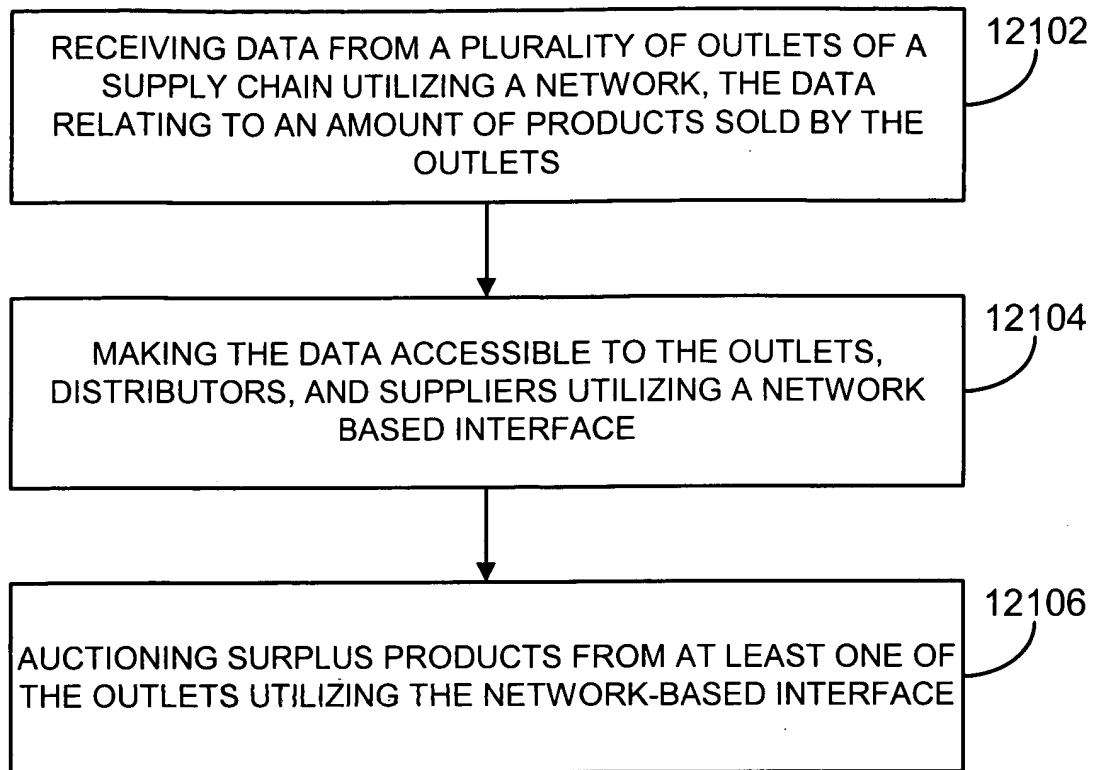 12102
RECEIVING DATA FROM A PLURALITY OF OUTLETS OF A
SUPPLY CHAIN UTILIZING A NETWORK, THE DATA
RELATING TO AN AMOUNT OF PRODUCTS SOLD BY THE
OUTLETS
12104
MAKING THE DATA ACCESSIBLE TO THE OUTLETS,
DISTRIBUTORS, AND SUPPLIERS UTILIZING A NETWORK
BASED INTERFACE
12106
AUCTIONING SURPLUS PRODUCTS FROM AT LEAST ONE OF
THE OUTLETS UTILIZING THE NETWORK-BASED INTERFACE